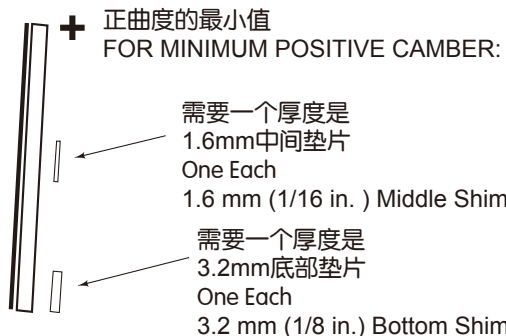 + 正曲度的最小值
FOR MINIMUM POSITIVE CAMBER:
需要一个厚度是
1.6mm中间垫片
One Each
1.6 mm (1/16 in. ) Middle Shim
需要一个厚度是
3.2mm底部垫片
One Each
3.2 mm (1/8 in.) Bottom Shim